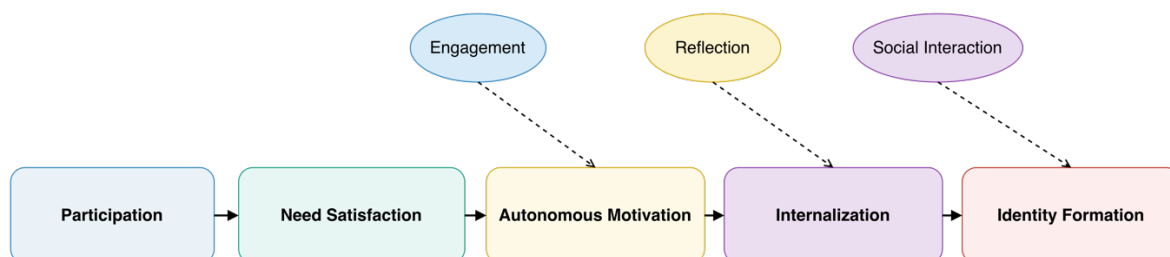 Engagement
Reflection
Social Interaction
Participation
Need Satisfaction
Autonomous Motivation
Internalization
Identity Formation